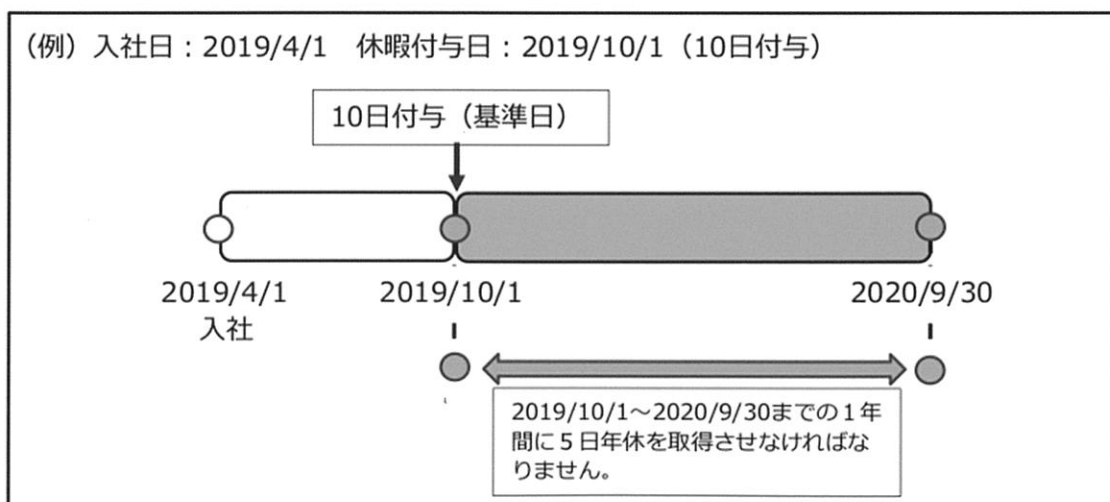 （例）入社日：2019/4/1　休暇付与日：2019/10/1（10日付与）
10日付与（基準日）
2019/4/1
入社
2019/10/1
2020/9/30
2019/10/1～2020/9/30までの１年
間に５日年休を取得させなければな
りません。